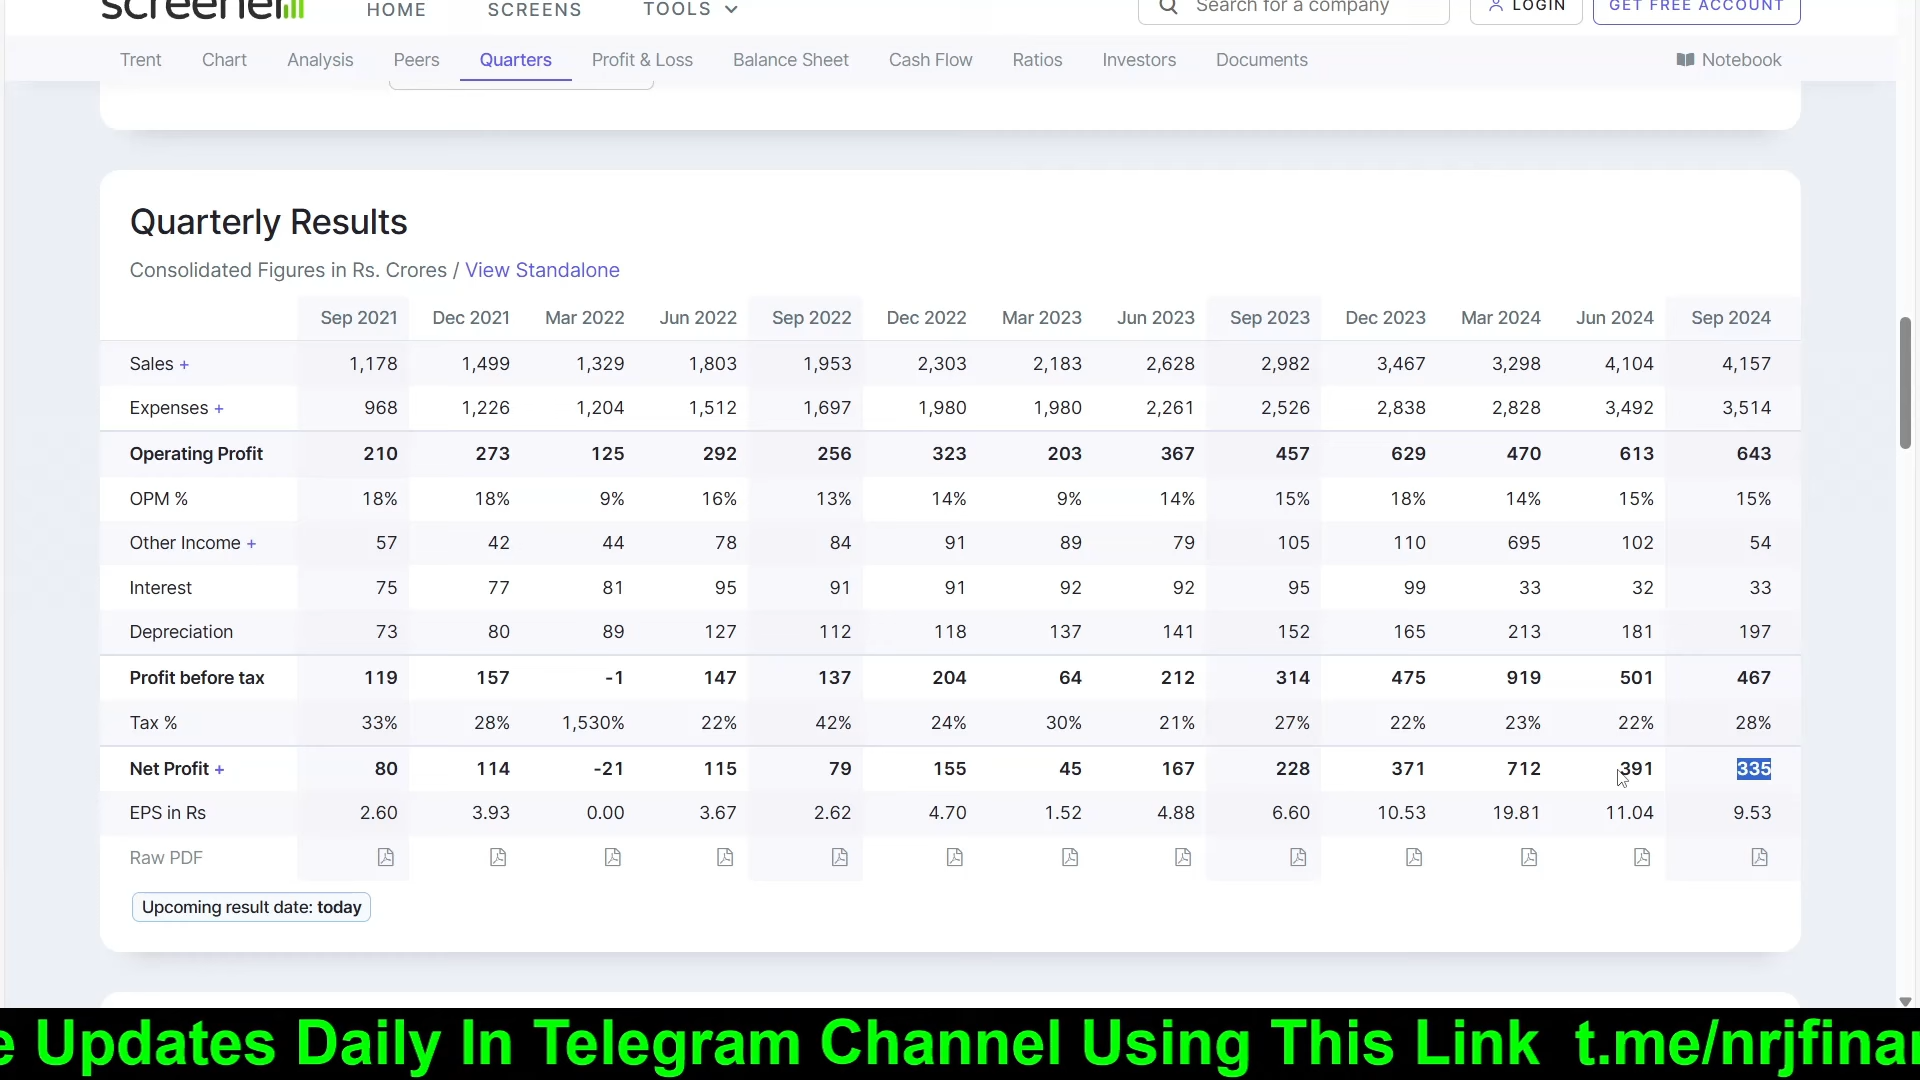 screener
HOME SCREENS TOOLS Search for a company LOGIN GET FREE ACCOUNT
Trent Chart Analysis Peers Quarters Profit & Loss Balance Sheet Cash Flow Ratios Investors Documents Notebook
Quarterly Results
Consolidated Figures in Rs. Crores / View Standalone
Sep 2021 Dec 2021 Mar 2022 Jun 2022 Sep 2022 Dec 2022 Mar 2023 Jun 2023 Sep 2023 Dec 2023 Mar 2024 Jun 2024 Sep 2024
Sales + 1,178 1,499 1,329 1,803 1,953 2,303 2,183 2,628 2,982 3,467 3,298 4,104 4,157
Expenses + 968 1,226 1,204 1,512 1,697 1,980 1,980 2,261 2,526 2,838 2,828 3,492 3,514
Operating Profit 210 273 125 292 256 323 203 367 457 629 470 613 643
OPM % 18% 18% 9% 16% 13% 14% 9% 14% 15% 18% 14% 15% 15%
Other Income + 57 42 44 78 84 91 89 79 105 110 695 102 54
Interest 75 77 81 95 91 91 92 92 95 99 33 32 33
Depreciation 73 80 89 127 112 118 137 141 152 165 213 181 197
Profit before tax 119 157 -1 147 137 204 64 212 314 475 919 501 467
Tax % 33% 28% 1,530% 22% 42% 24% 30% 21% 27% 22% 23% 22% 28%
Net Profit + 80 114 -21 115 79 155 45 167 228 371 712 391 335
EPS in Rs 2.60 3.93 0.00 3.67 2.62 4.70 1.52 4.88 6.60 10.53 19.81 11.04 9.53
Raw PDF
Upcoming result date: today
e Updates Daily In Telegram Channel Using This Link t.me/nrjfinan